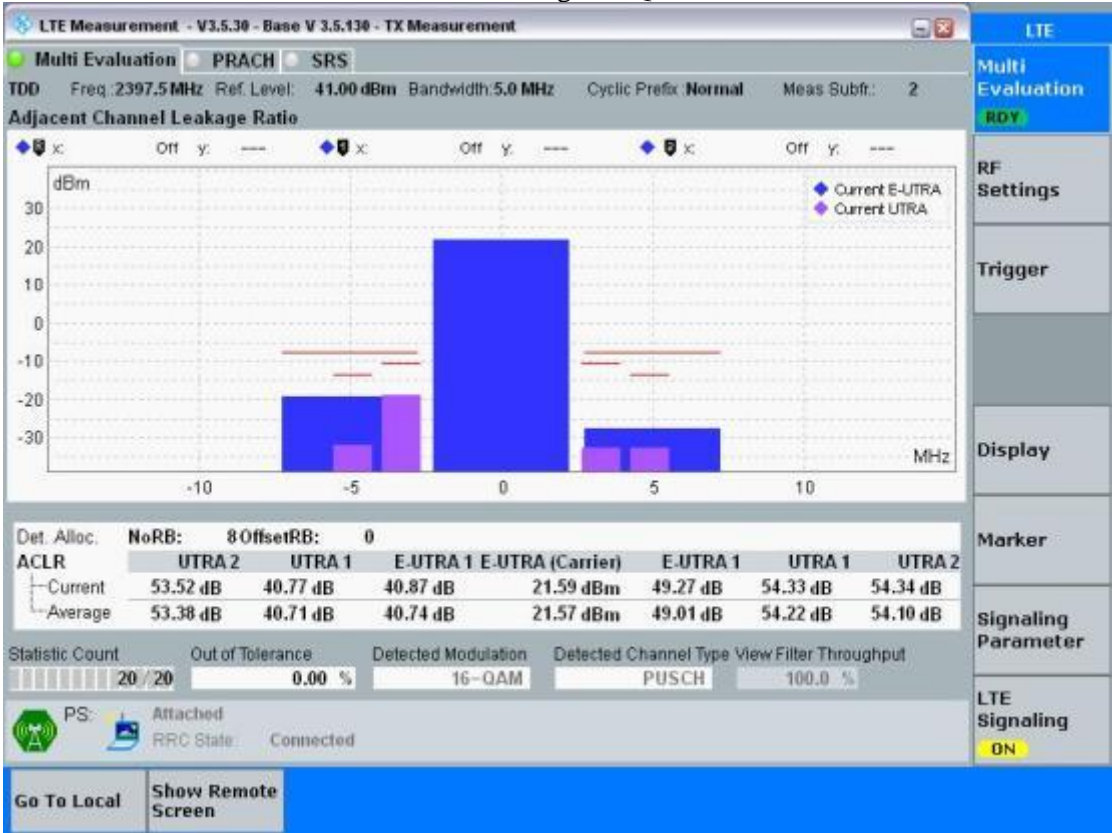 LTE Measurement - V3.5.30 - Base V 3.5.130 - TX Measurement
LTE
Multi Evaluation PRACH SRS
Multi
Evaluation
RDY
TDD Freq.:2397.5 MHz Ref. Level: 41.00 dBm Bandwidth:5.0 MHz Cyclic Prefix:Normal Meas Subfr.: 2
Adjacent Channel Leakage Ratio
x: Off y: --- x: Off y: --- x: Off y: ---
dBm
Current E-UTRA
Current UTRA
30
20
10
0
-10
-20
-30
MHz
-10 -5 0 5 10
RF
Settings
Trigger
Display
Marker
Signaling
Parameter
LTE
Signaling
ON
Det. Alloc. NoRB: 8 OffsetRB: 0
ACLR UTRA 2 UTRA 1 E-UTRA 1 E-UTRA (Carrier) E-UTRA 1 UTRA 1 UTRA 2
Current 53.52 dB 40.77 dB 40.87 dB 21.59 dBm 49.27 dB 54.33 dB 54.34 dB
Average 53.38 dB 40.71 dB 40.74 dB 21.57 dBm 49.01 dB 54.22 dB 54.10 dB
Statistic Count Out of Tolerance Detected Modulation Detected Channel Type View Filter Throughput
20 / 20 0.00 % 16-QAM PUSCH 100.0 %
PS: Attached
RRC State: Connected
Go To Local
Show Remote
Screen